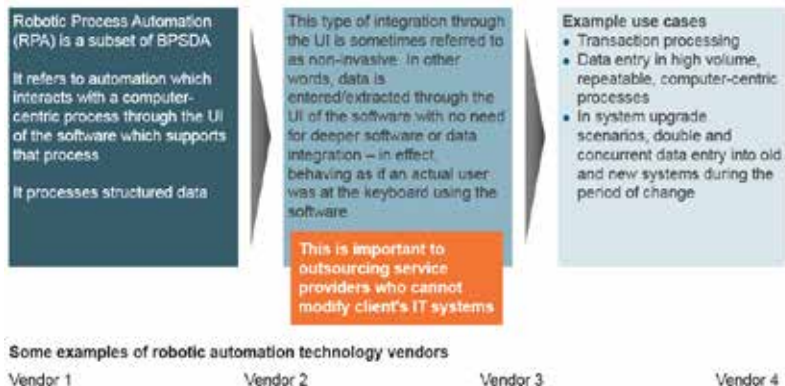 Robotic Process Automation
(RPA) is a subset of BPSDA
It refers to automation which
interacts with a computer-
centric process through the UI
of the software which supports
that process
It processes structured data
This type of integration through
the UI is sometimes referred to
as non-invasive. In other
words, data is
entered/extracted through the
UI of the software with no need
for deeper software or data
integration – in effect,
behaving as if an actual user
was at the keyboard using the
software
This is important to
outsourcing service
providers who cannot
modify client's IT systems
Example use cases
• Transaction processing
• Data entry in high volume,
repeatable, computer-centric
processes
• In system upgrade
scenarios, double and
concurrent data entry into old
and new systems during the
period of change
Some examples of robotic automation technology vendors
Vendor 1 Vendor 2 Vendor 3 Vendor 4